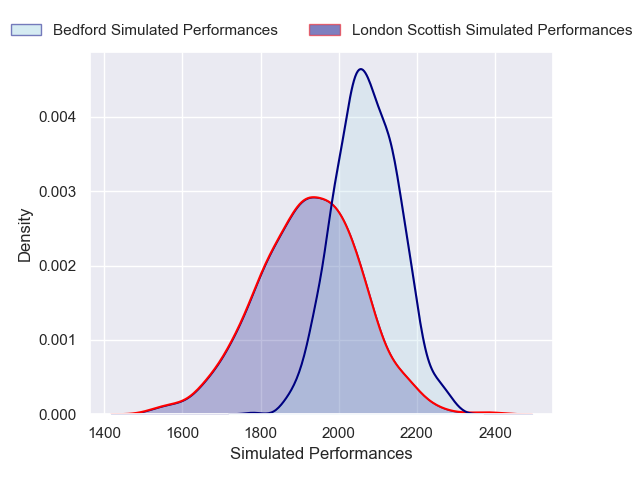 Bedford Simulated Performances
London Scottish Simulated Performances
Density
0.004
0.003
0.002
0.001
0.000
1400 1600 1800 2000 2200 2400
Simulated Performances